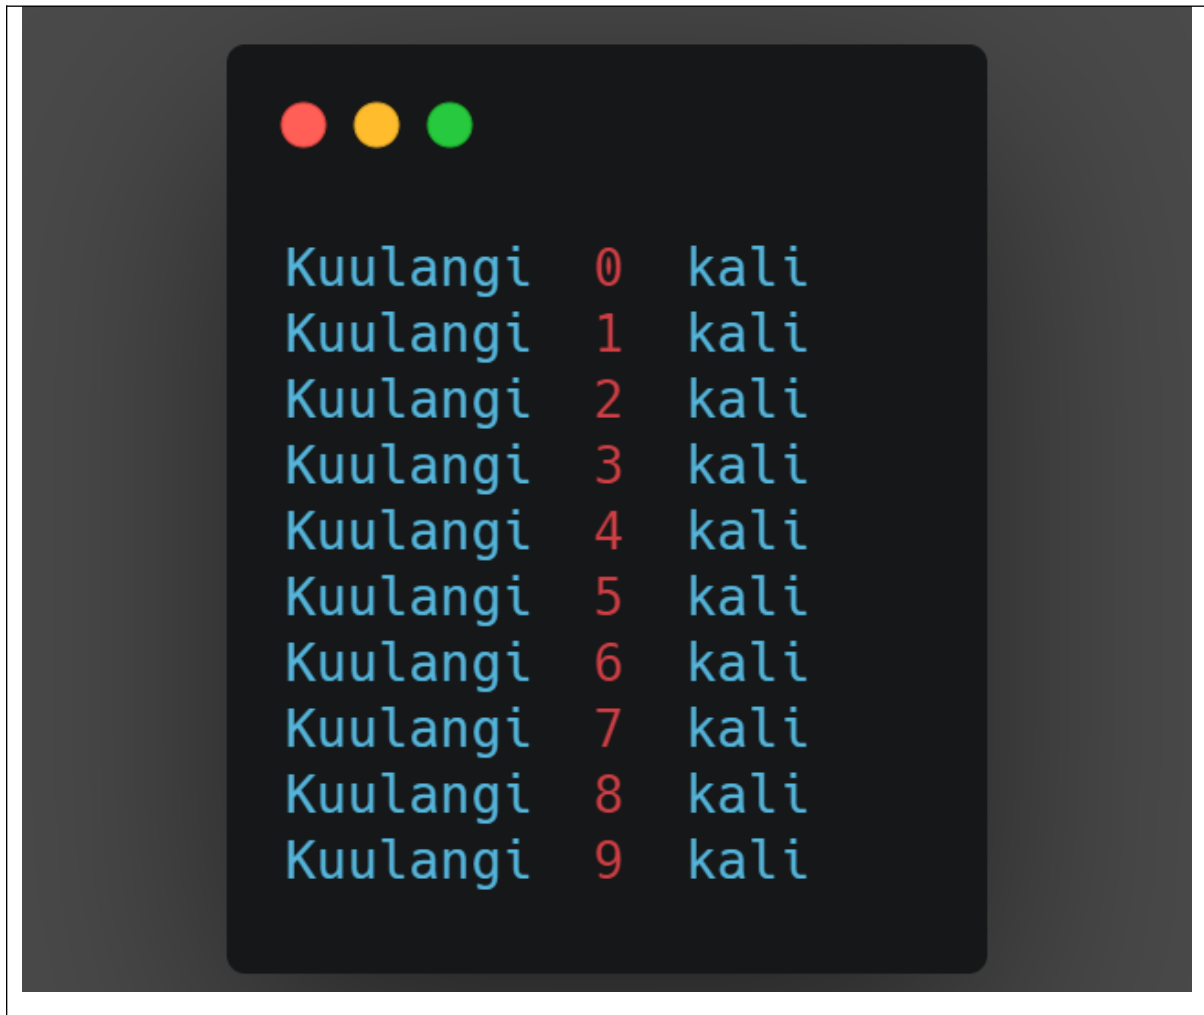 Kuulangi  0  kali
Kuulangi  1  kali
Kuulangi  2  kali
Kuulangi  3  kali
Kuulangi  4  kali
Kuulangi  5  kali
Kuulangi  6  kali
Kuulangi  7  kali
Kuulangi  8  kali
Kuulangi  9  kali